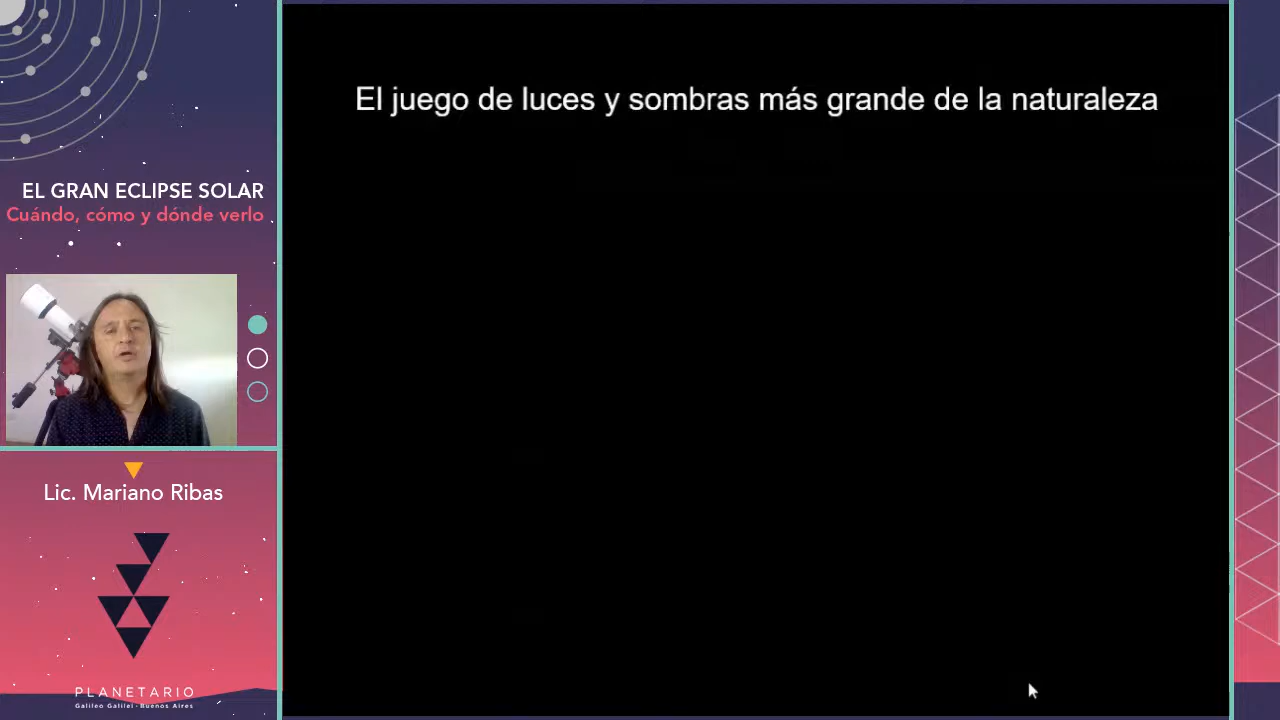 EL GRAN ECLIPSE SOLAR
Cuándo, cómo y dónde verlo
Lic. Mariano Ribas
PLANETARIO
Galileo Galilei · Buenos Aires
El juego de luces y sombras más grande de la naturaleza